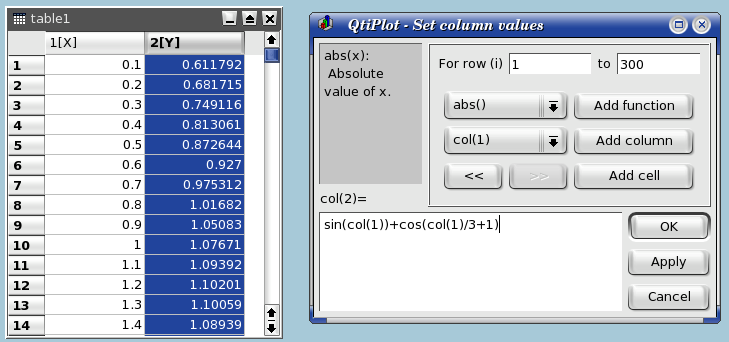 table1
1[X] 2[Y]
1 0.1 0.611792
2 0.2 0.681715
3 0.3 0.749116
4 0.4 0.813061
5 0.5 0.872644
6 0.6 0.927
7 0.7 0.975312
8 0.8 1.01682
9 0.9 1.05083
10 1 1.07671
11 1.1 1.09392
12 1.2 1.10201
13 1.3 1.10059
14 1.4 1.08939
QtiPlot - Set column values
abs(x):
Absolute
value of x.
For row (i) 1 to 300
abs() Add function
col(1) Add column
<< >> Add cell
col(2)=
sin(col(1))+cos(col(1)/3+1)
OK
Apply
Cancel